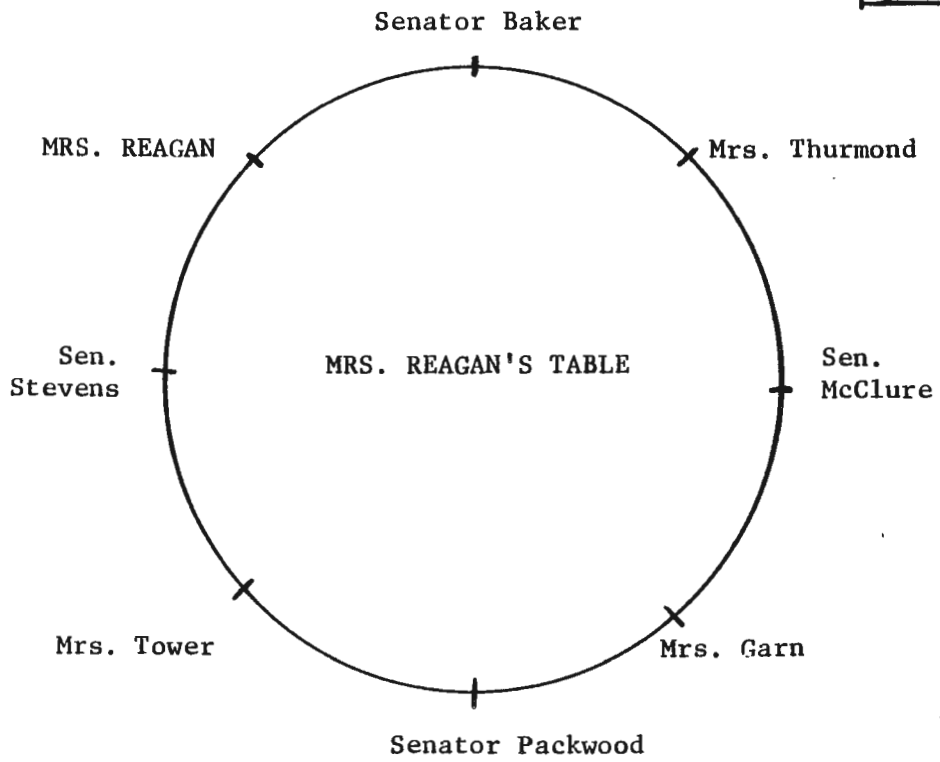 Senator Baker
MRS. REAGAN
Mrs. Thurmond
Sen.
Stevens
MRS. REAGAN'S TABLE
Sen.
McClure
Mrs. Tower
Mrs. Garn
Senator Packwood